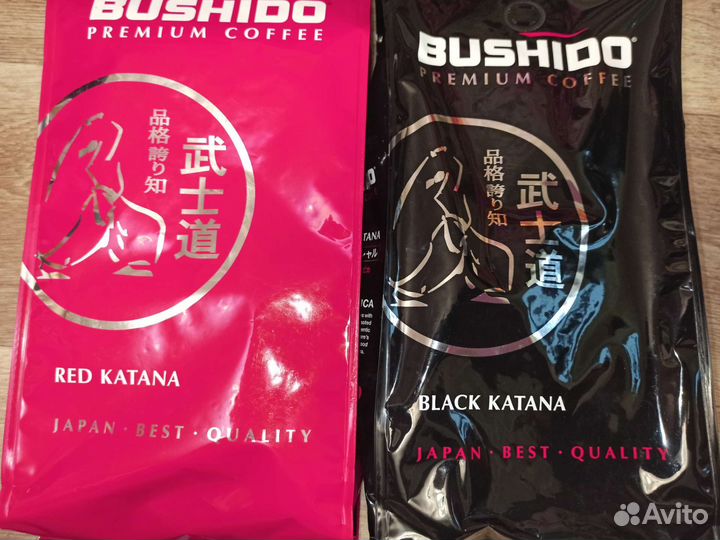 BUSHIDO
PREMIUM COFFEE
武士道
品格 誇り 知
RED KATANA
JAPAN · BEST · QUALITY
BUSHIDO®
PREMIUM COFFEE
武士道
品格 誇り 知
BLACK KATANA
JAPAN · BEST · QUALITY
TANA
Avito